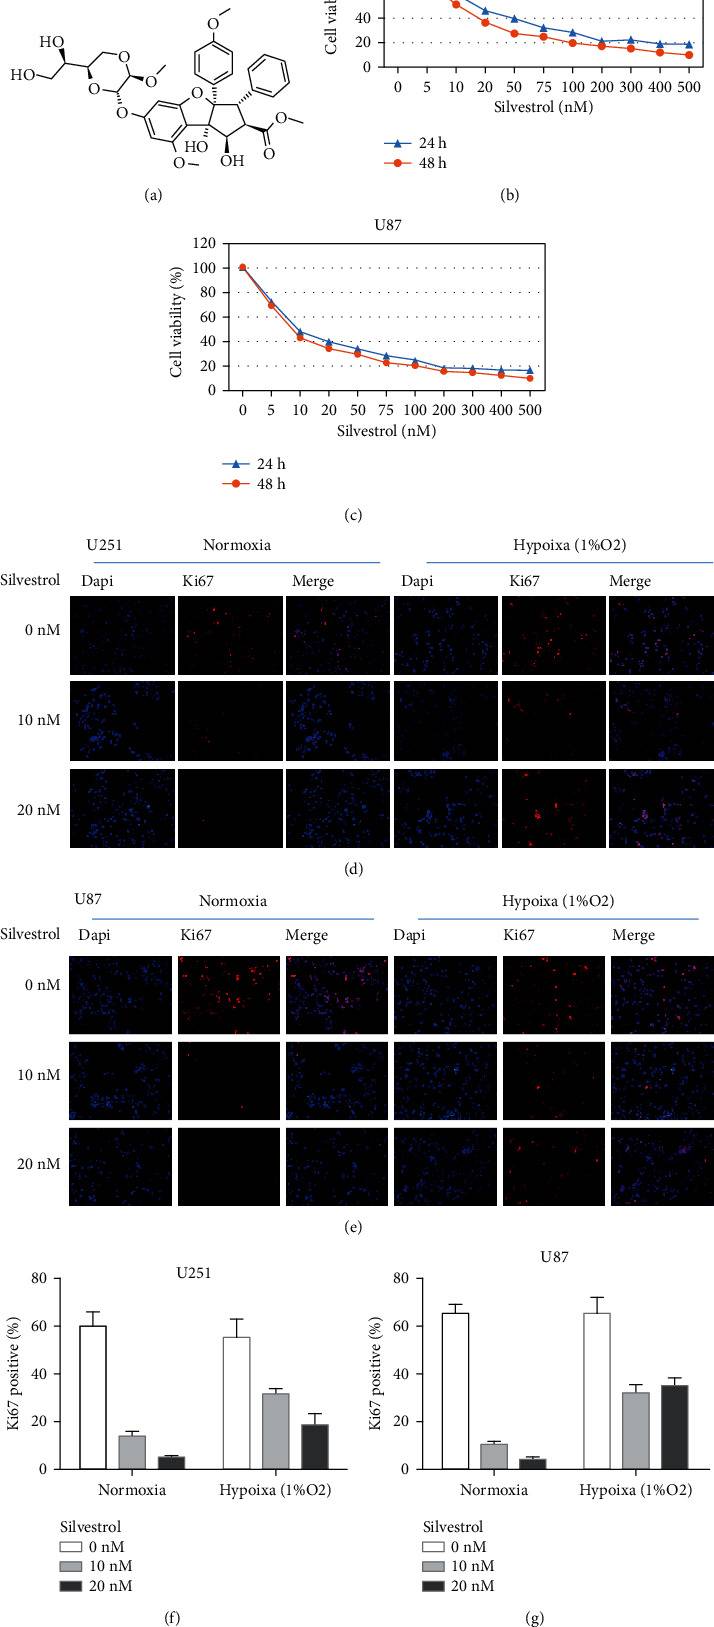 HO
OH
HO
O
O
O
O
O
O
O
O
O
HO
OH
O
(a)
Cell viab
40
20
0
0 5 10 20 50 75 100 200 300 400 500
Silvestrol (nM)
24 h
48 h
(b)
U87
Cell viability (%)
120
100
80
60
40
20
0
0 5 10 20 50 75 100 200 300 400 500
Silvestrol (nM)
24 h
48 h
(c)
U251 Normoxia Hypoixa (1%O2)
Silvestrol Dapi Ki67 Merge Dapi Ki67 Merge
0 nM
10 nM
20 nM
(d)
U87 Normoxia Hypoixa (1%O2)
Silvestrol Dapi Ki67 Merge Dapi Ki67 Merge
0 nM
10 nM
20 nM
(e)
U251
Ki67 positive (%)
80
60
40
20
0
Normoxia Hypoixa (1%O2)
Silvestrol
0 nM
10 nM
20 nM
(f)
U87
Ki67 positive (%)
80
60
40
20
0
Normoxia Hypoixa (1%O2)
Silvestrol
0 nM
10 nM
20 nM
(g)